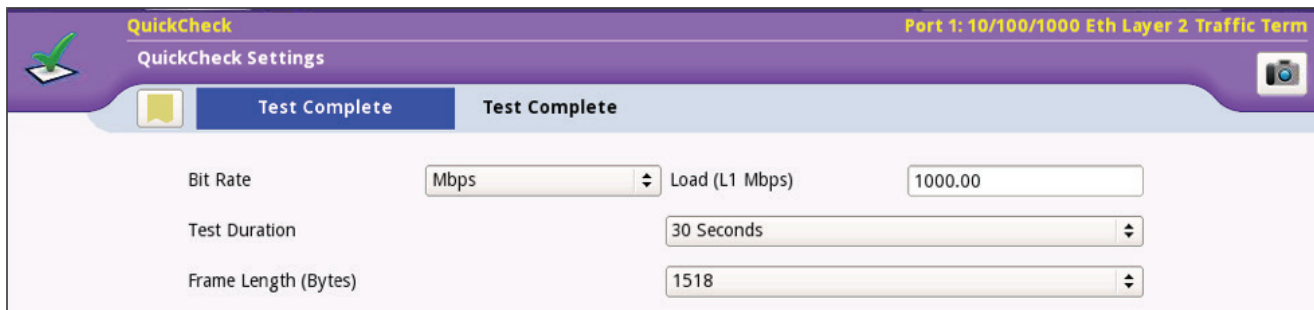 QuickCheck Port 1: 10/100/1000 Eth Layer 2 Traffic Term
QuickCheck Settings
Test Complete Test Complete
Bit Rate Mbps Load (L1 Mbps) 1000.00
Test Duration 30 Seconds
Frame Length (Bytes) 1518